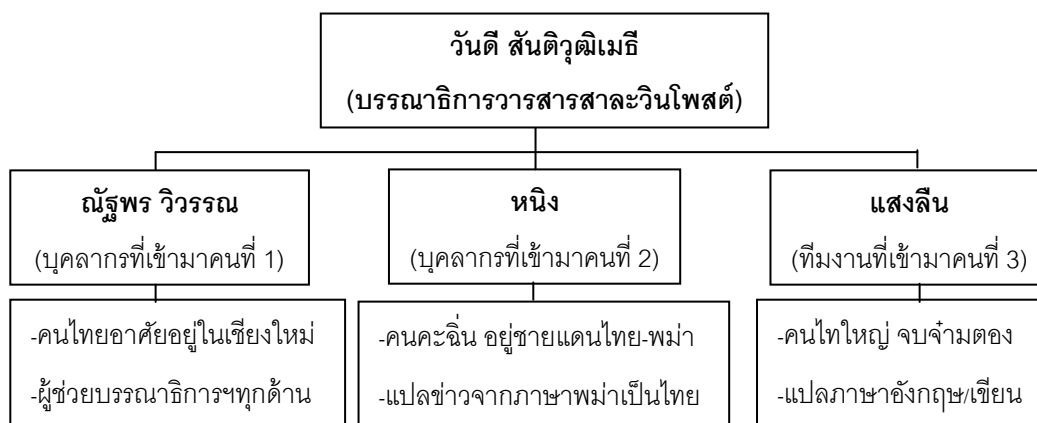 วันดี สันติวุฒิเมธี
(บรรณาธิการวารสารสาละวินโพสต์)
ณัฐพร วิวรรณ
(บุคลากรที่เข้ามาคนที่ 1)
หนิง
(บุคลากรที่เข้ามาคนที่ 2)
แสงลืน
(ทีมงานที่เข้ามาคนที่ 3)
-คนไทยอาศัยอยู่ในเชียงใหม่
-ผู้ช่วยบรรณาธิการฯทุกด้าน
-คนคะฉิ่น อยู่ชายแดนไทย-พม่า
-แปลข่าวจากภาษาพม่าเป็นไทย
-คนไทใหญ่ จบจ๋ามตอง
-แปลภาษาอังกฤษ/เขียน